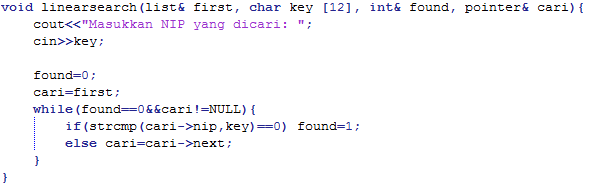 void linearsearch(list& first, char key [12], int& found, pointer& cari){
    cout<<"Masukkan NIP yang dicari: ";
    cin>>key;

    found=0;
    cari=first;
    while(found==0&&cari!=NULL){
        if(strcmp(cari->nip,key)==0) found=1;
        else cari=cari->next;
    }
}